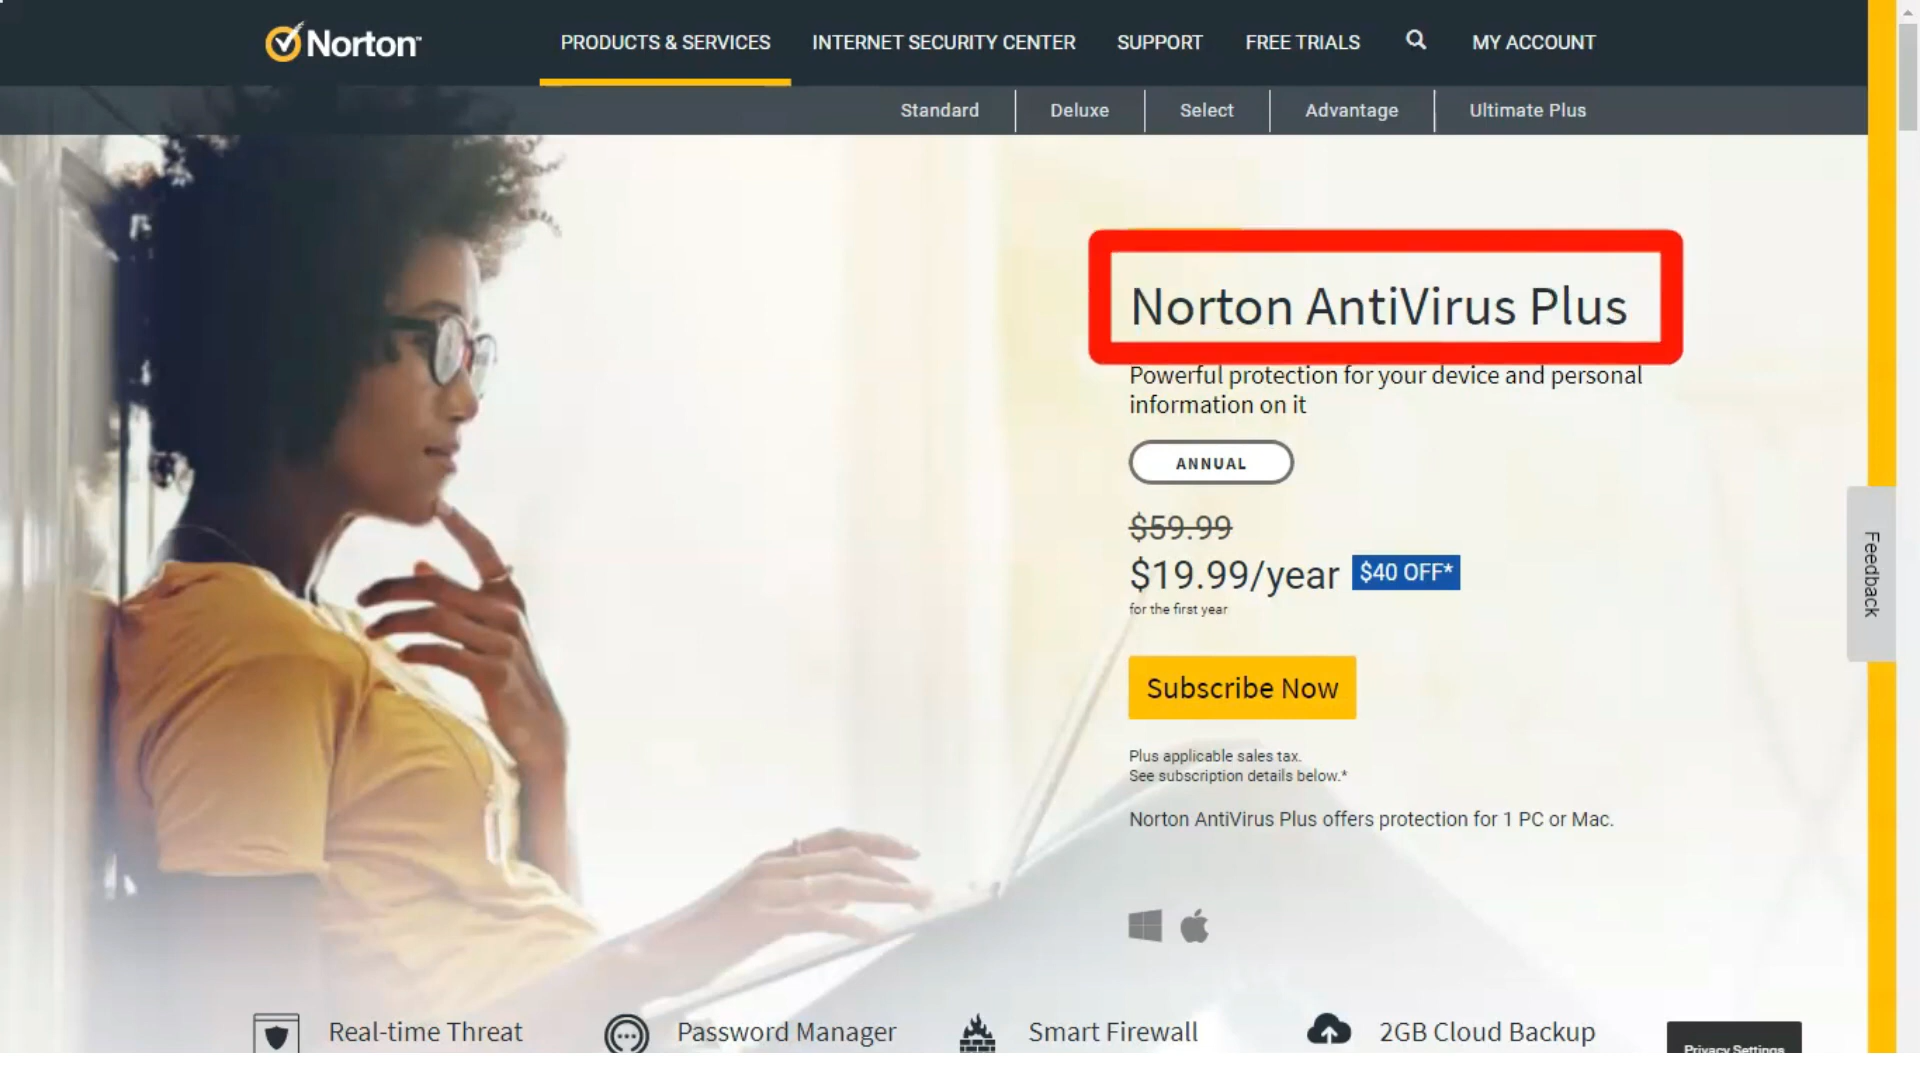 Norton
PRODUCTS & SERVICES
INTERNET SECURITY CENTER
SUPPORT
FREE TRIALS
MY ACCOUNT
Standard
Deluxe
Select
Advantage
Ultimate Plus
Norton AntiVirus Plus
Powerful protection for your device and personal
information on it
ANNUAL
$59.99
$19.99/year $40 OFF*
for the first year
Feedback
Subscribe Now
Plus applicable sales tax.
See subscription details below.*
Norton AntiVirus Plus offers protection for 1 PC or Mac.
Real-time Threat
Password Manager
Smart Firewall
2GB Cloud Backup
Privacy Settings